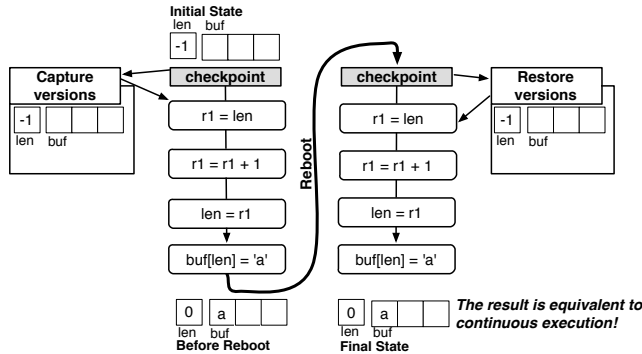 Initial State
len buf
-1
Capture
versions
-1
len buf
checkpoint
r1 = len
r1 = r1 + 1
len = r1
buf[len] = 'a'
0 a
len buf
Before Reboot
Reboot
checkpoint
r1 = len
r1 = r1 + 1
len = r1
buf[len] = 'a'
0 a
len buf
Final State
Restore
versions
-1
len buf
The result is equivalent to
continuous execution!